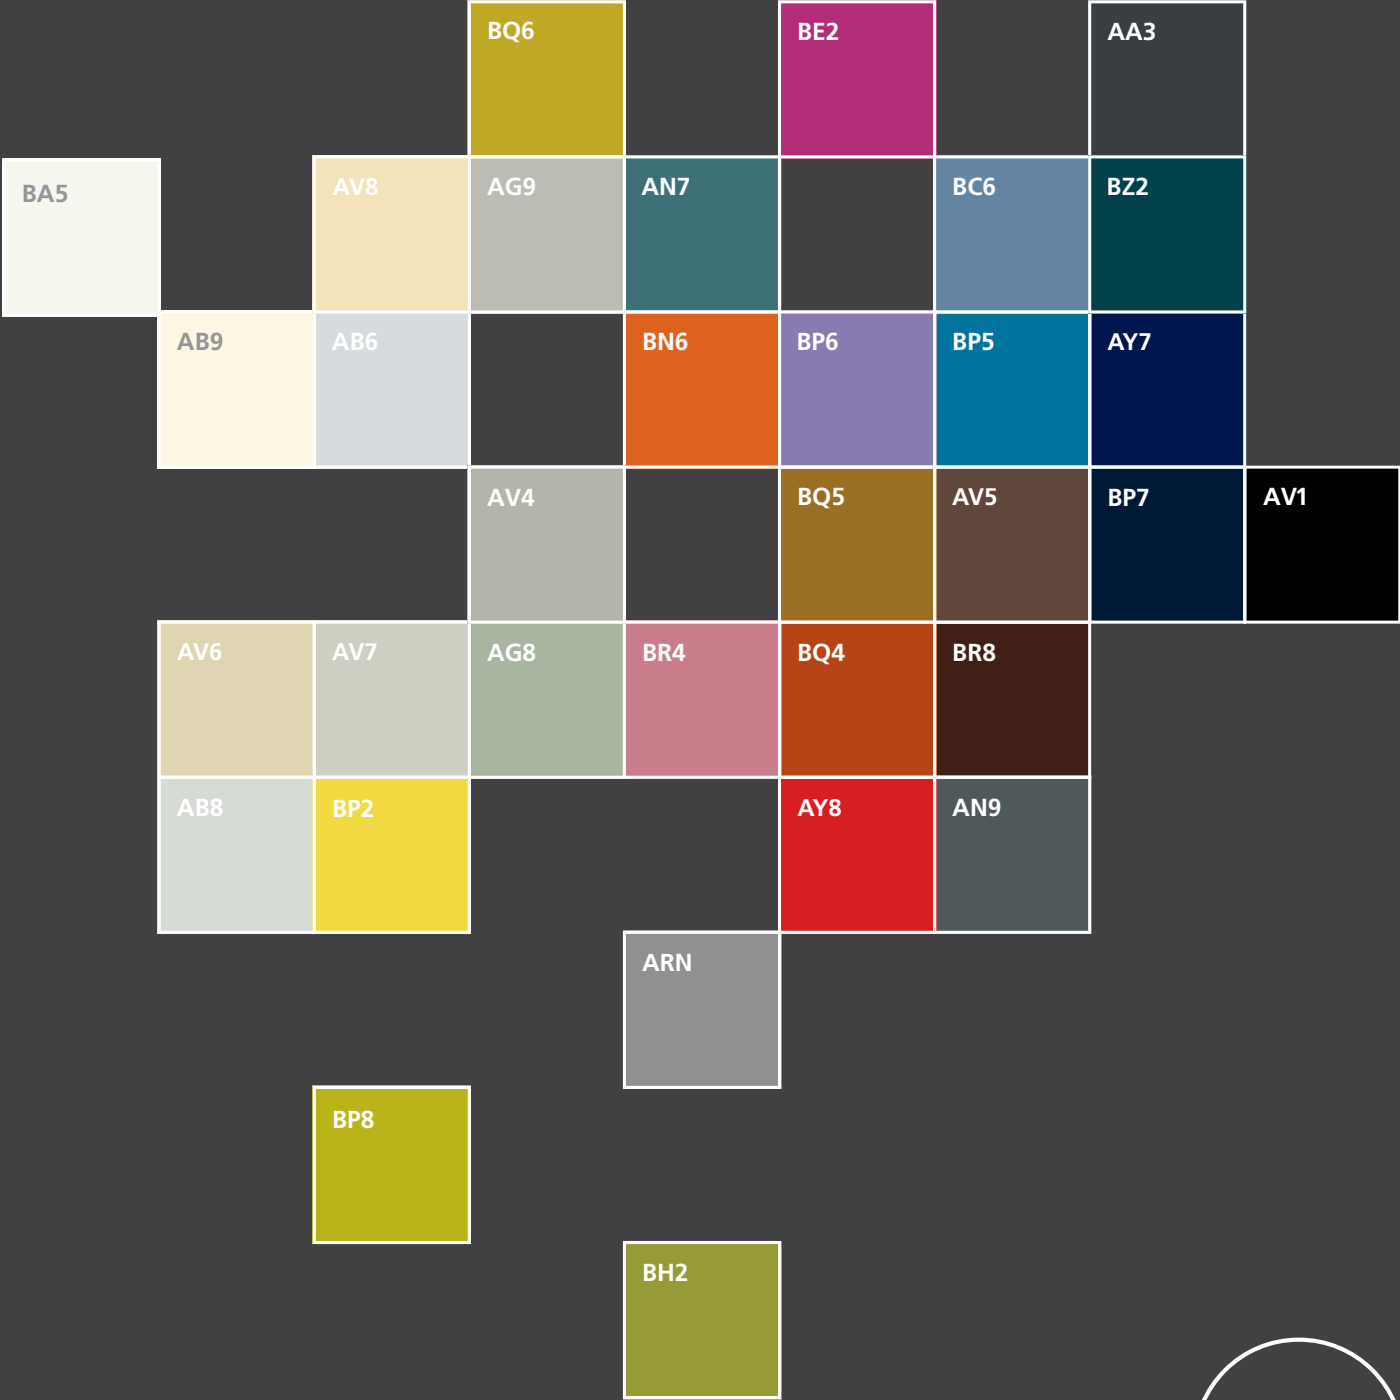 BQ6 BE2 AA3
BA5 AV8 AG9 AN7 BC6 BZ2
AB9 AB6 BN6 BP6 BP5 AY7
AV4 BQ5 AV5 BP7 AV1
AV6 AV7 AG8 BR4 BQ4 BR8
AB8 BP2 AY8 AN9
ARN
BP8
BH2